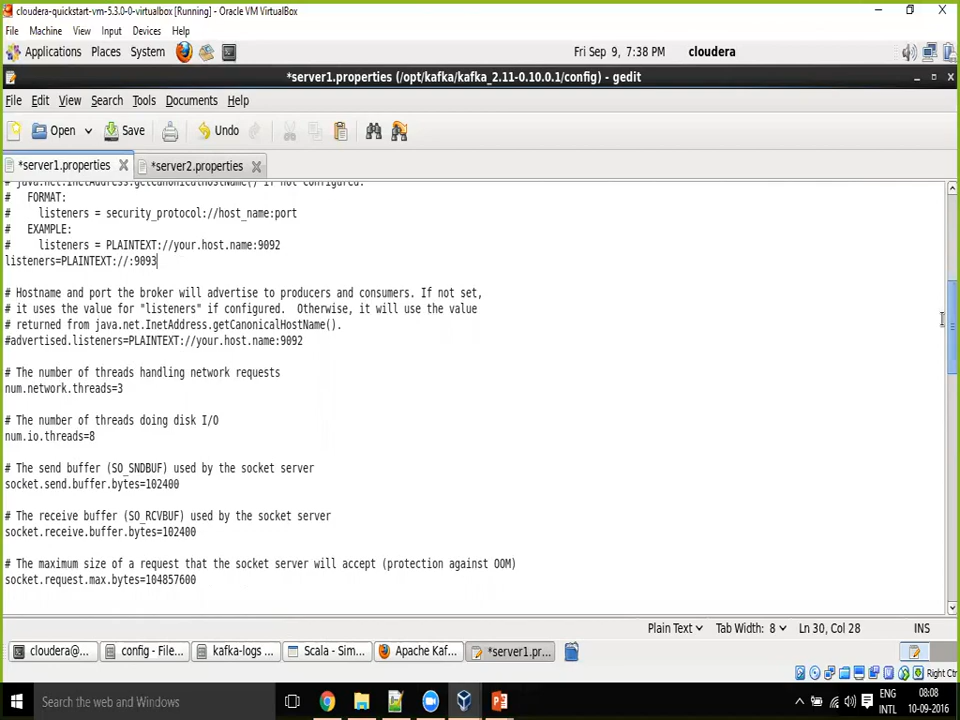 cloudera-quickstart-vm-5.3.0-0-virtualbox [Running] - Oracle VM VirtualBox
File Machine View Input Devices Help
Applications Places System Fri Sep 9, 7:38 PM cloudera
*server1.properties (/opt/kafka/kafka_2.11-0.10.0.1/config) - gedit
File Edit View Search Tools Documents Help
Open Save Undo
*server1.properties *server2.properties
# java.net.InetAddress.getCanonicalHostName() if not configured.
# FORMAT:
# listeners = security_protocol://host_name:port
# EXAMPLE:
# listeners = PLAINTEXT://your.host.name:9092
listeners=PLAINTEXT://:9093
# Hostname and port the broker will advertise to producers and consumers. If not set,
# it uses the value for "listeners" if configured. Otherwise, it will use the value
# returned from java.net.InetAddress.getCanonicalHostName().
#advertised.listeners=PLAINTEXT://your.host.name:9092
# The number of threads handling network requests
num.network.threads=3
# The number of threads doing disk I/O
num.io.threads=8
# The send buffer (SO_SNDBUF) used by the socket server
socket.send.buffer.bytes=102400
# The receive buffer (SO_RCVBUF) used by the socket server
socket.receive.buffer.bytes=102400
# The maximum size of a request that the socket server will accept (protection against OOM)
socket.request.max.bytes=104857600
Plain Text Tab Width: 8 Ln 30, Col 28 INS
cloudera@... config - File... kafka-logs ... Scala - Sim... Apache Kaf... *server1.pr...
Right Ctrl
Search the web and Windows
ENG 08:08
INTL 10-09-2016